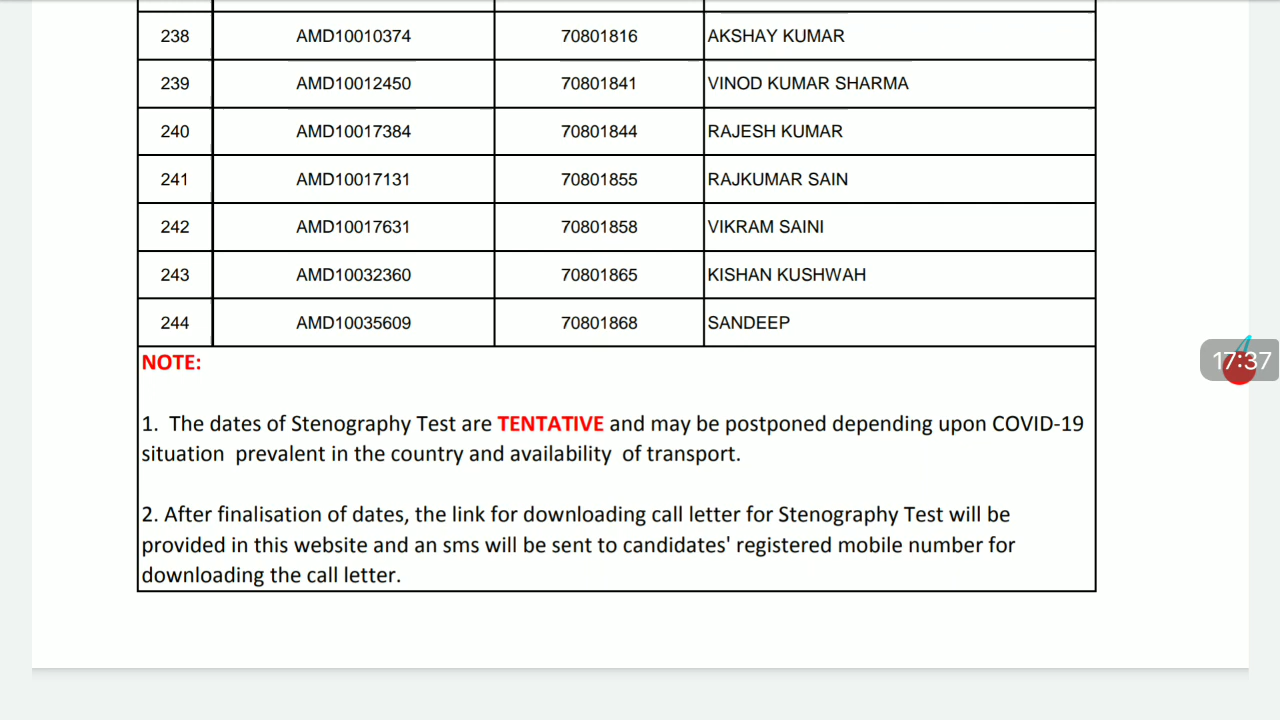 238 AMD10010374 70801816 AKSHAY KUMAR
239 AMD10012450 70801841 VINOD KUMAR SHARMA
240 AMD10017384 70801844 RAJESH KUMAR
241 AMD10017131 70801855 RAJKUMAR SAIN
242 AMD10017631 70801858 VIKRAM SAINI
243 AMD10032360 70801865 KISHAN KUSHWAH
244 AMD10035609 70801868 SANDEEP
NOTE:
17:37
1. The dates of Stenography Test are TENTATIVE and may be postponed depending upon COVID-19
situation prevalent in the country and availability of transport.
2. After finalisation of dates, the link for downloading call letter for Stenography Test will be
provided in this website and an sms will be sent to candidates' registered mobile number for
downloading the call letter.